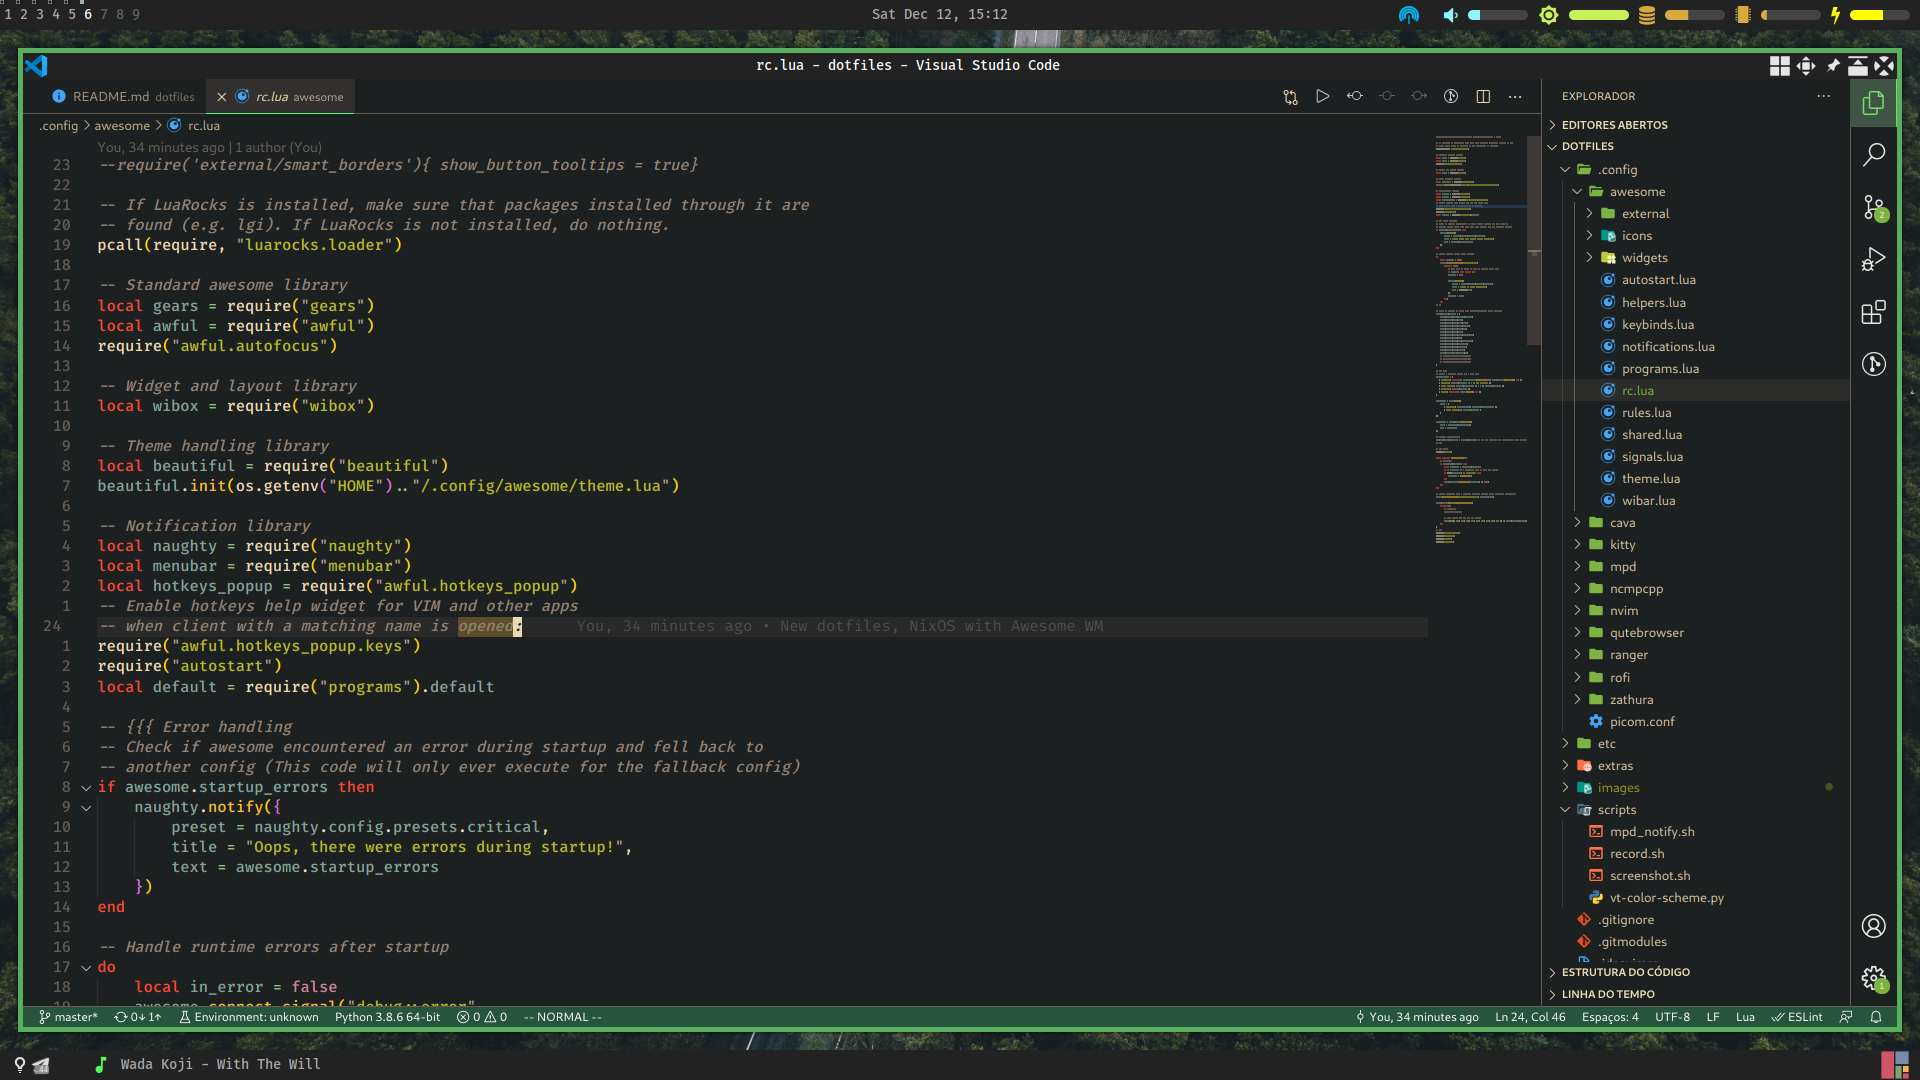 1 2 3 4 5 6 7 8 9
Sat Dec 12, 15:12
rc.lua - dotfiles - Visual Studio Code
README.md dotfiles
rc.lua awesome
.config > awesome > rc.lua
You, 34 minutes ago | 1 author (You)
23 --require('external/smart_borders'){ show_button_tooltips = true}
22
21 -- If LuaRocks is installed, make sure that packages installed through it are
20 -- found (e.g. lgi). If LuaRocks is not installed, do nothing.
19 pcall(require, "luarocks.loader")
18
17 -- Standard awesome library
16 local gears = require("gears")
15 local awful = require("awful")
14 require("awful.autofocus")
13
12 -- Widget and layout library
11 local wibox = require("wibox")
10
9 -- Theme handling library
8 local beautiful = require("beautiful")
7 beautiful.init(os.getenv("HOME").."/.config/awesome/theme.lua")
6
5 -- Notification library
4 local naughty = require("naughty")
3 local menubar = require("menubar")
2 local hotkeys_popup = require("awful.hotkeys_popup")
1 -- Enable hotkeys help widget for VIM and other apps
24 -- when client with a matching name is opened: You, 34 minutes ago • New dotfiles, NixOS with Awesome WM
1 require("awful.hotkeys_popup.keys")
2 require("autostart")
3 local default = require("programs").default
4
5 -- {{{ Error handling
6 -- Check if awesome encountered an error during startup and fell back to
7 -- another config (This code will only ever execute for the fallback config)
8 if awesome.startup_errors then
9 naughty.notify({
10 preset = naughty.config.presets.critical,
11 title = "Oops, there were errors during startup!",
12 text = awesome.startup_errors
13 })
14 end
15
16 -- Handle runtime errors after startup
17 do
18 local in_error = false
19 awesome.connect_signal("debug::error",
EXPLORADOR
EDITORES ABERTOS
DOTFILES
.config
awesome
external
icons
widgets
autostart.lua
helpers.lua
keybinds.lua
notifications.lua
programs.lua
rc.lua
rules.lua
shared.lua
signals.lua
theme.lua
wibar.lua
cava
kitty
mpd
ncmpcpp
nvim
qutebrowser
ranger
rofi
zathura
picom.conf
etc
extras
images
scripts
mpd_notify.sh
record.sh
screenshot.sh
vt-color-scheme.py
.gitignore
.gitmodules
ESTRUTURA DO CÓDIGO
LINHA DO TEMPO
2
1
master* 0↓ 1↑ Environment: unknown Python 3.8.6 64-bit 0 0 -- NORMAL --
You, 34 minutes ago Ln 24, Col 46 Espaços: 4 UTF-8 LF Lua ESLint
Wada Koji - With The Will